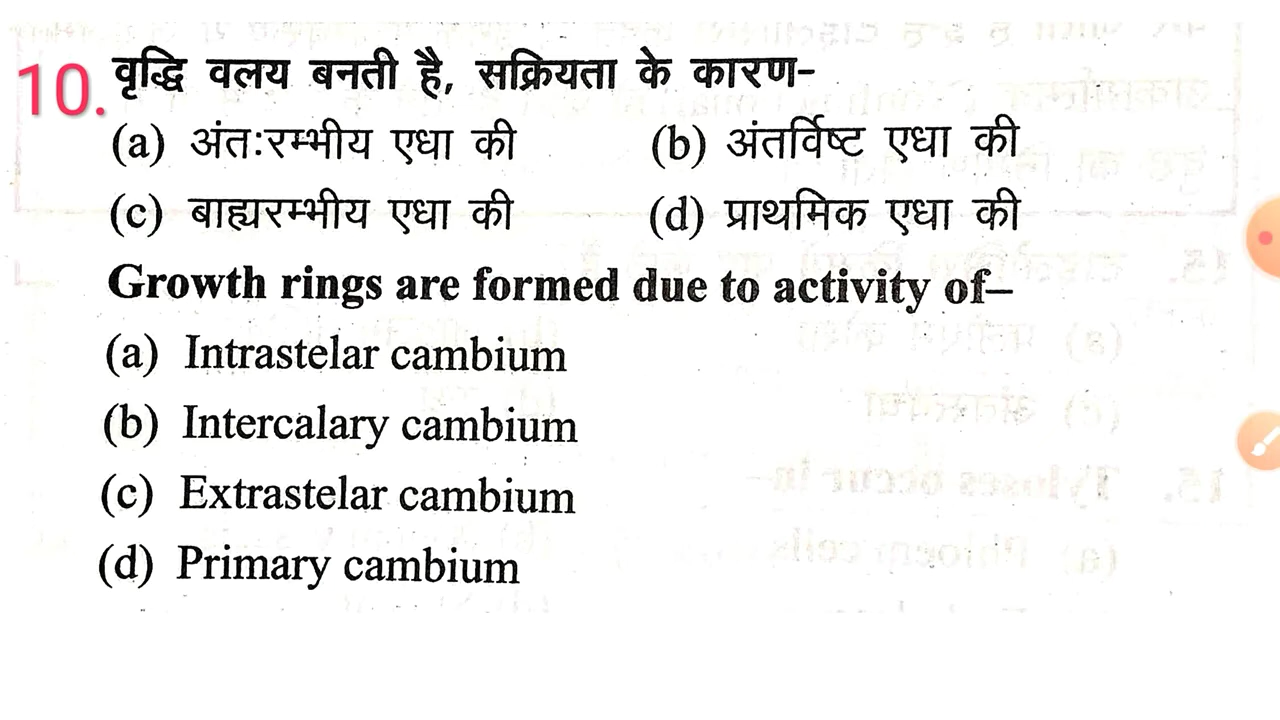 10. वृद्धि वलय बनती है, सक्रियता के कारण-
(a) अंतःरम्भीय एधा की (b) अंतर्विष्ट एधा की
(c) बाह्यरम्भीय एधा की (d) प्राथमिक एधा की
Growth rings are formed due to activity of–
(a) Intrastelar cambium
(b) Intercalary cambium
(c) Extrastelar cambium
(d) Primary cambium